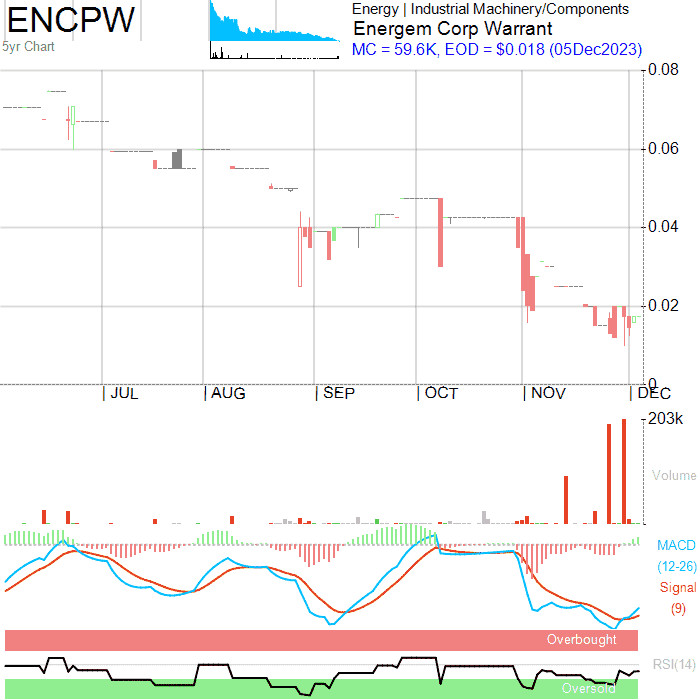 ENCPW
5yr Chart
Energy | Industrial Machinery/Components
Energem Corp Warrant
MC = 59.6K, EOD = $0.018 (05Dec2023)
0.08
0.06
0.04
0.02
0
| JUL | AUG | SEP | OCT | NOV | DEC
203k
Volume
MACD
(12-26)
Signal
(9)
Overbought
RSI(14)
Oversold